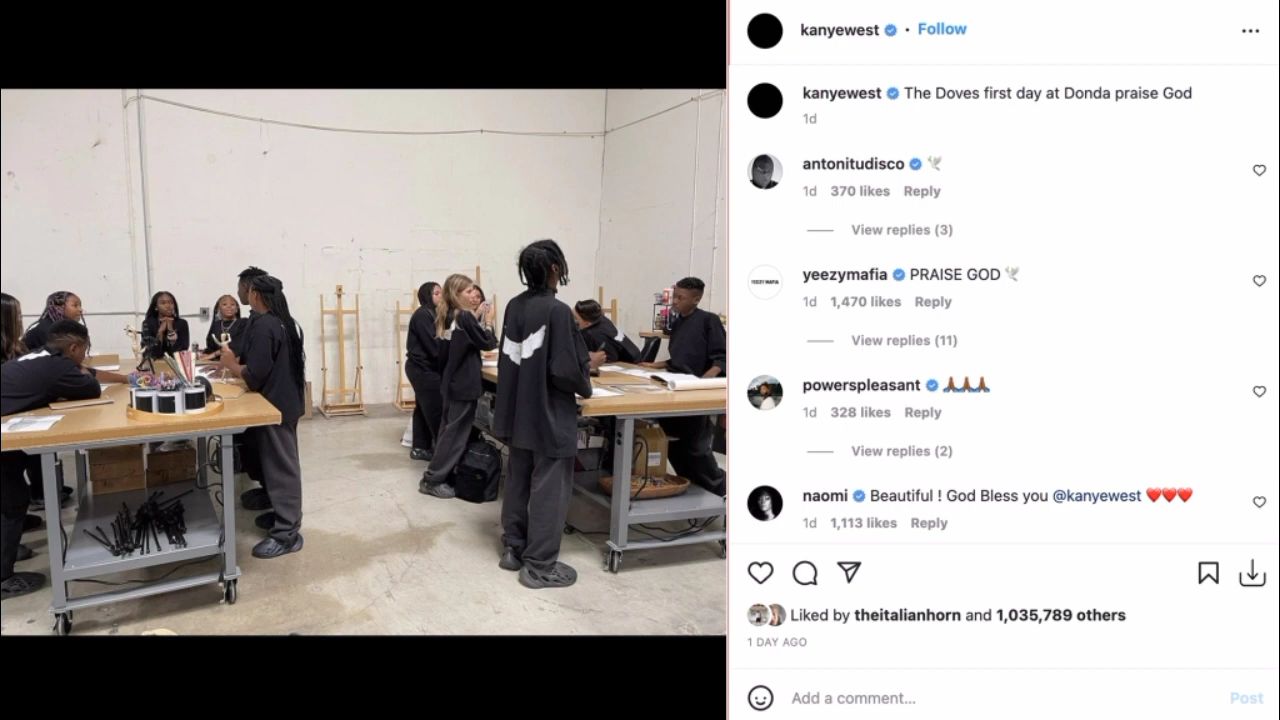 kanyewest • Follow
kanyewest The Doves first day at Donda praise God
1d
antonitudisco 🕊
1d 370 likes Reply
View replies (3)
YEEZY MAFIA
yeezymafia PRAISE GOD 🕊
1d 1,470 likes Reply
View replies (11)
powerspleasant 🙏🏾🙏🏾🙏🏾
1d 328 likes Reply
View replies (2)
naomi Beautiful ! God Bless you @kanyewest ❤️❤️❤️
1d 1,113 likes Reply
Liked by theitalianhorn and 1,035,789 others
1 DAY AGO
Add a comment...
Post